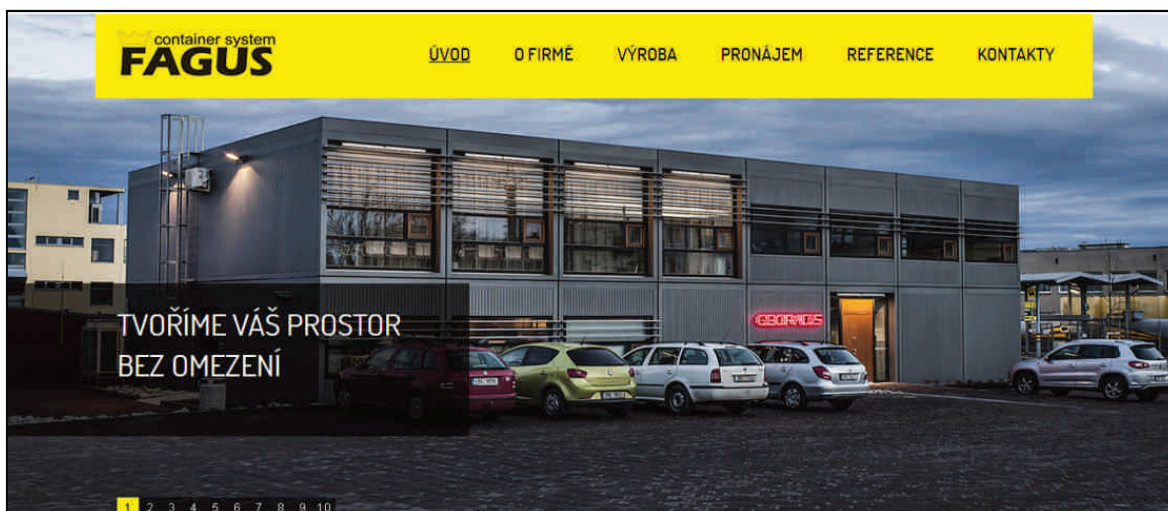 container system
FAGUS
ÚVOD O FIRMĚ VÝROBA PRONÁJEM REFERENCE KONTAKTY
TVOŘÍME VÁŠ PROSTOR
BEZ OMEZENÍ
1 2 3 4 5 6 7 8 9 10